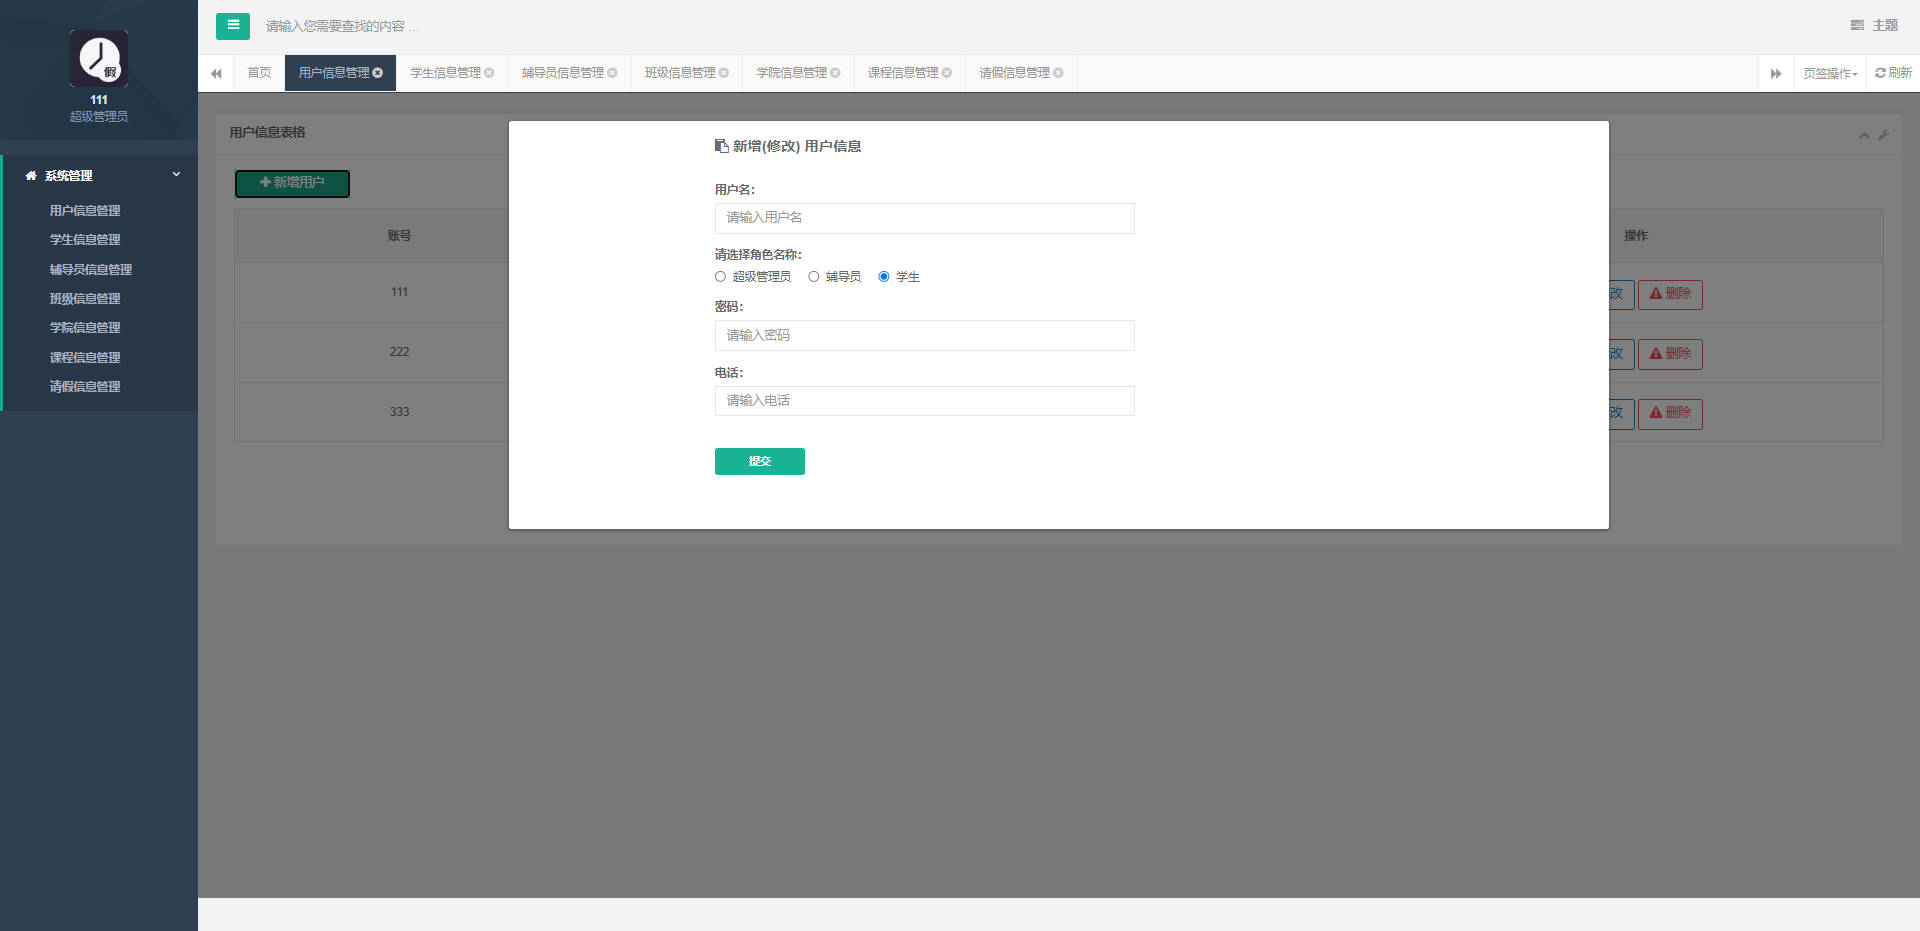 请输入您需要查找的内容 …
主题
首页
用户信息管理
学生信息管理
辅导员信息管理
班级信息管理
学院信息管理
课程信息管理
请假信息管理
页签操作
刷新
假
111
超级管理员
系统管理
用户信息管理
学生信息管理
辅导员信息管理
班级信息管理
学院信息管理
课程信息管理
请假信息管理
用户信息表格
新增用户
账号
操作
111
改
删除
222
改
删除
333
改
删除
新增(修改) 用户信息
用户名:
请输入用户名
请选择角色名称:
超级管理员
辅导员
学生
密码:
请输入密码
电话:
请输入电话
提交